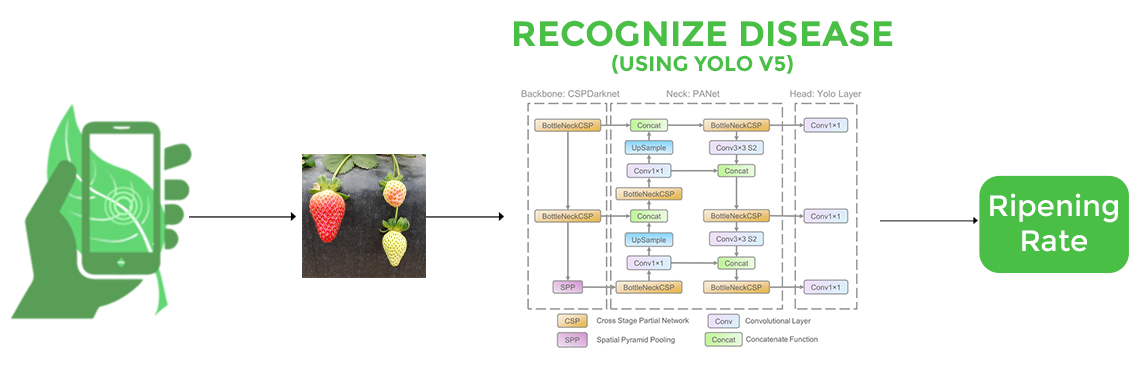 RECOGNIZE DISEASE
(USING YOLO V5)
Backbone: CSPDarknet
Neck: PANet
Head: Yolo Layer
BottleNeckCSP
Concat
BottleNeckCSP
Conv1×1
UpSample
Conv3×3 S2
Conv1×1
Concat
BottleNeckCSP
BottleNeckCSP
Concat
BottleNeckCSP
Conv1×1
UpSample
Conv3×3 S2
Conv1×1
Concat
SPP
BottleNeckCSP
BottleNeckCSP
Conv1×1
CSP
Cross Stage Partial Network
Conv
Convolutional Layer
SPP
Spatial Pyramid Pooling
Concat
Concatenate Function
Ripening
Rate